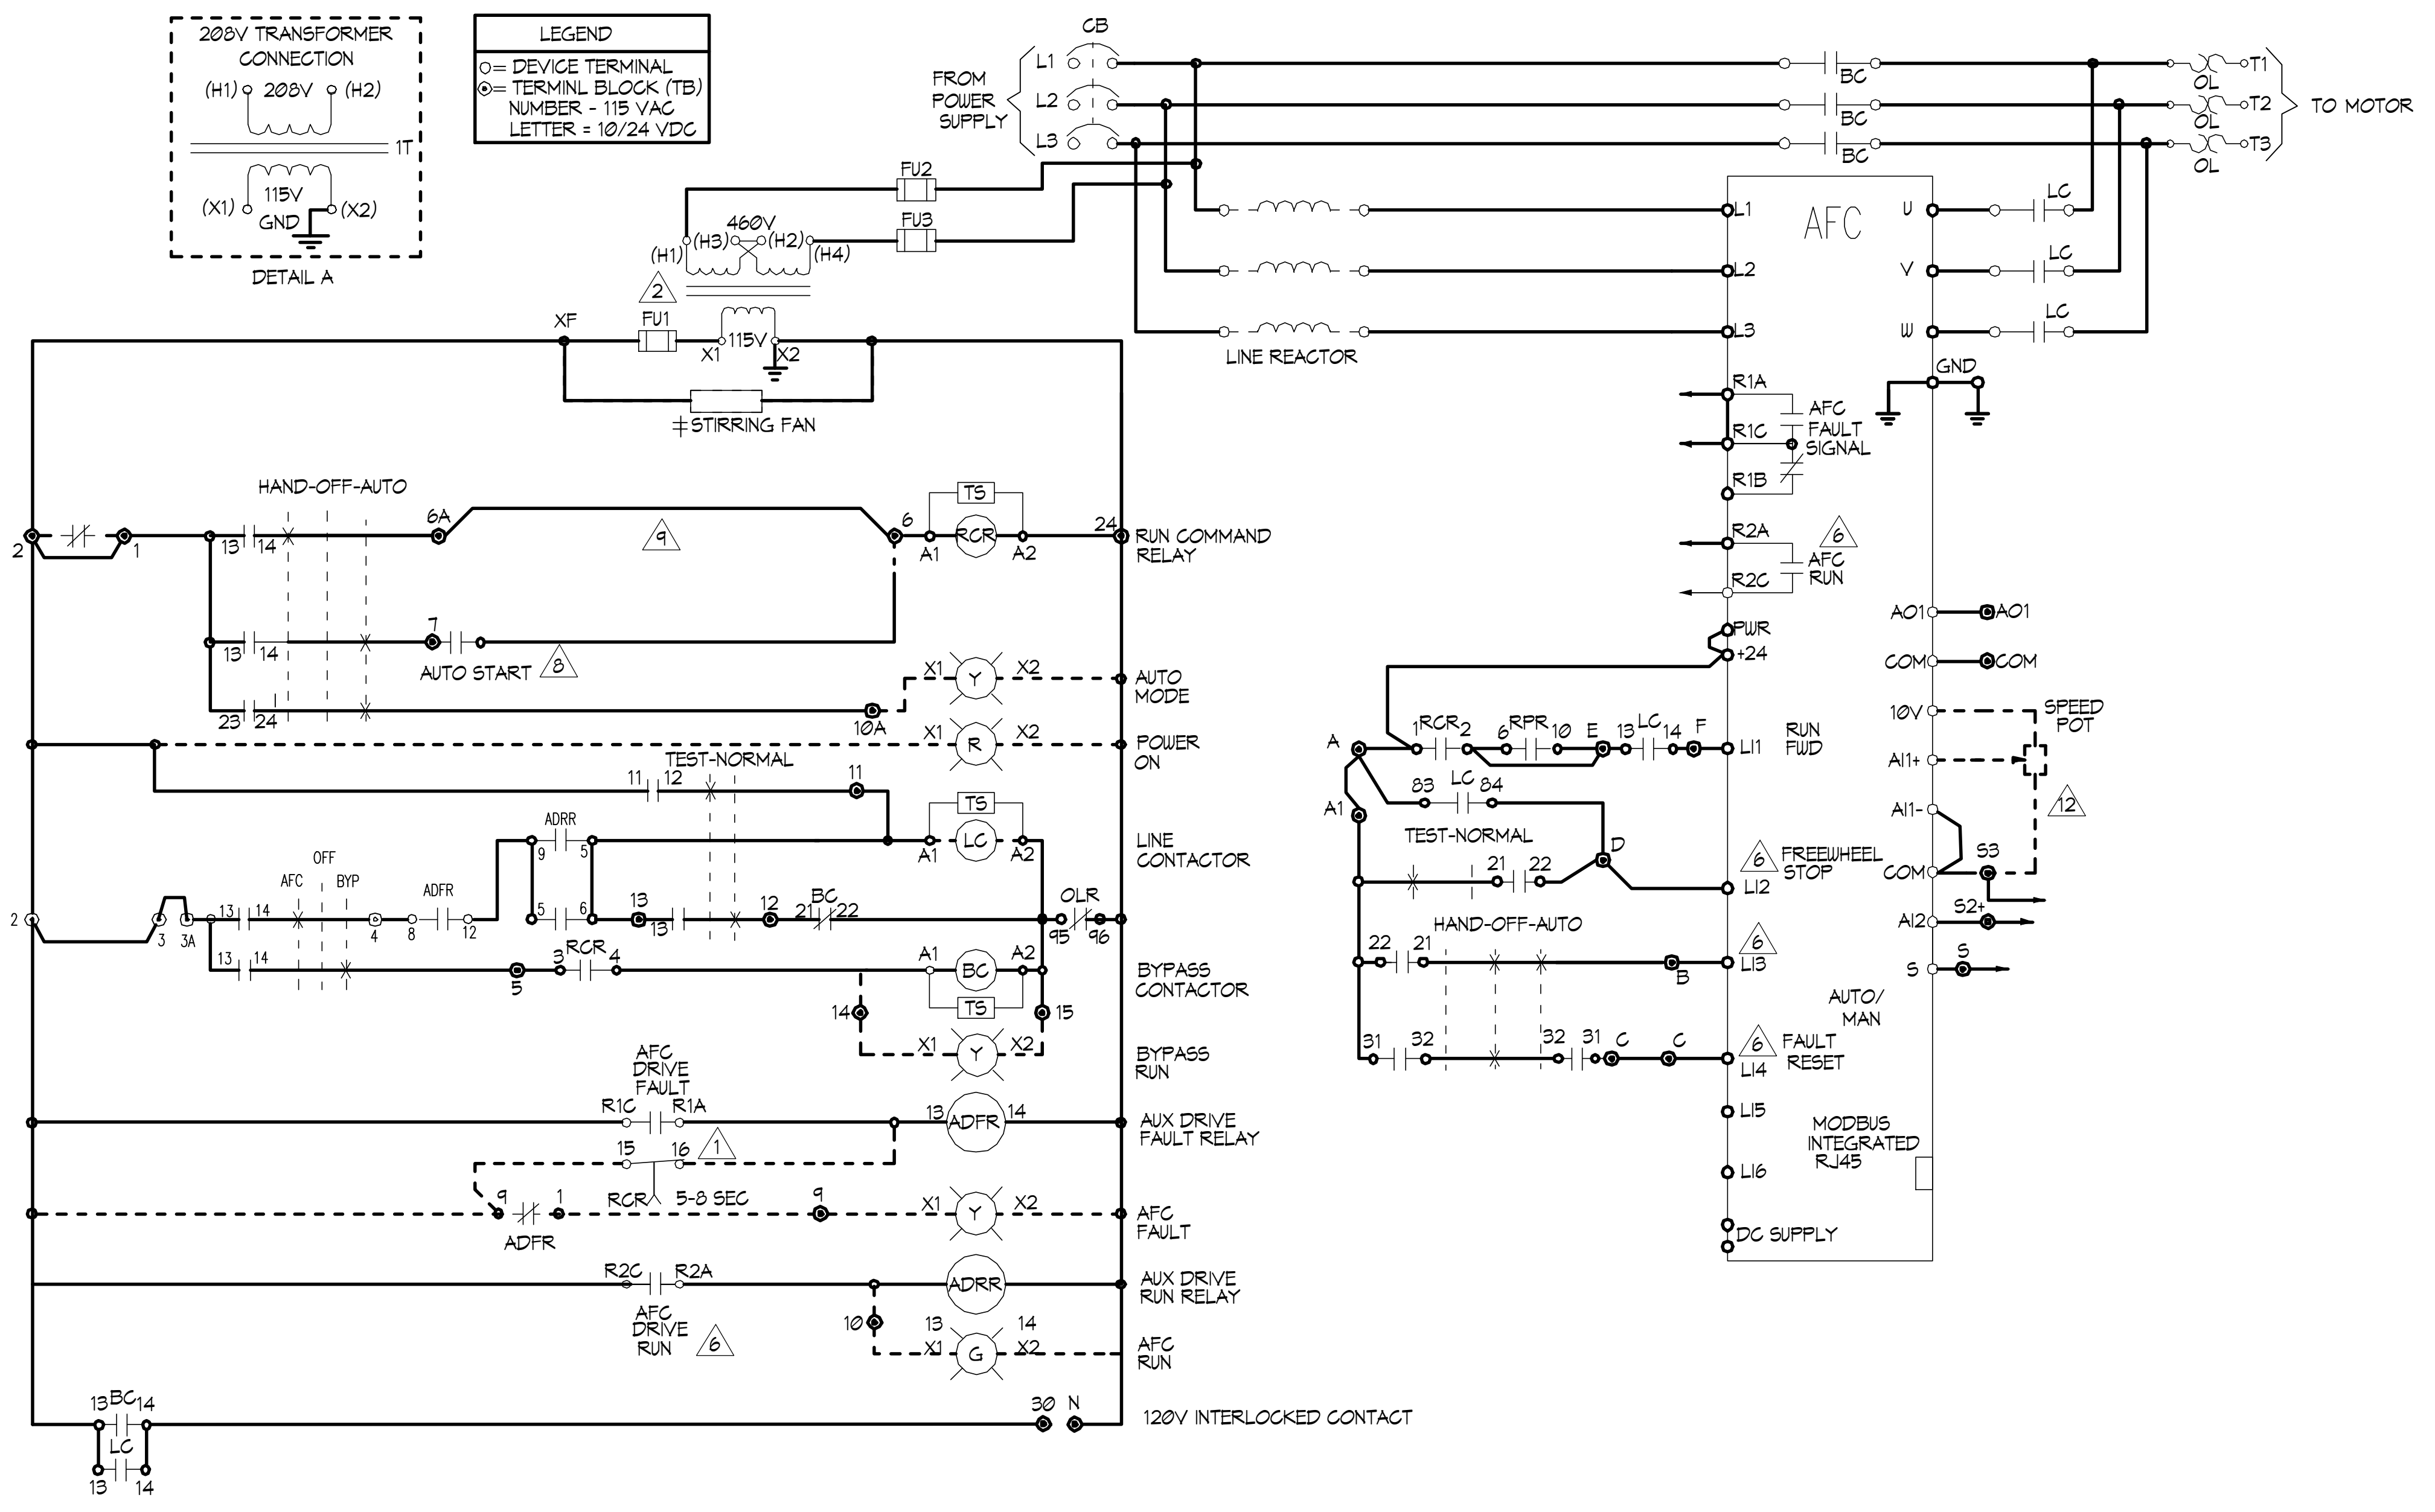 208V TRANSFORMER
CONNECTION
(H1) 208V (H2)
1T
115V
(X1) (X2)
GND
DETAIL A
LEGEND
= DEVICE TERMINAL
= TERMINL BLOCK (TB)
NUMBER - 115 VAC
LETTER = 10/24 VDC
CB
FROM
POWER
SUPPLY
L1
L2
L3
BC
BC
BC
OL
OL
OL
T1
T2
T3
TO MOTOR
FU2
FU3
460V
(H1) (H3) (H2) (H4)
2
XF
FU1
X1 115V X2
STIRRING FAN
LINE REACTOR
AFC
L1
L2
L3
U
V
W
LC
LC
LC
GND
R1A
R1C
R1B
AFC
FAULT
SIGNAL
R2A
R2C
6
AFC
RUN
PWR
+24
HAND-OFF-AUTO
2 1
13 14
6A
9
6
TS
A1 RCR A2
24
RUN COMMAND
RELAY
13 14
7
AUTO START
8
23 24
10A
X1 Y X2
AUTO
MODE
X1 R X2
POWER
ON
TEST-NORMAL
11 12
11
ADRR
9 5
TS
A1 LC A2
LINE
CONTACTOR
OFF
AFC BYP
ADFR
2
3 3A
13 14
4
8 12
5 6
13
13
12
BC
21 22
OLR
95 96
13 14
5
RCR
3 4
A1 BC A2
TS
BYPASS
CONTACTOR
14
15
X1 Y X2
BYPASS
RUN
AFC
DRIVE
FAULT
R1C R1A
13 ADFR 14
AUX DRIVE
FAULT RELAY
15 16
1
RCR 5-8 SEC
9 1
ADFR
9
X1 Y X2
AFC
FAULT
R2C R2A
AFC
DRIVE
RUN
6
ADRR
AUX DRIVE
RUN RELAY
10
13 14
X1 G X2
AFC
RUN
13 BC 14
LC
13 14
30 N
120V INTERLOCKED CONTACT
A
1 RCR 2
6 RPR 10
E
13 LC 14
F
LI1
RUN
FWD
A1
83 LC 84
TEST-NORMAL
21 22
D
6
FREEWHEEL
STOP
LI2
HAND-OFF-AUTO
22 21
B
6
LI3
AUTO/
MAN
31 32
32 31
C C
6
FAULT
RESET
LI4
LI5
LI6
MODBUS
INTEGRATED
RJ45
DC SUPPLY
AO1 AO1
COM COM
10V
SPEED
POT
AI1+
AI1-
12
COM
S3
AI2
S2+
S S